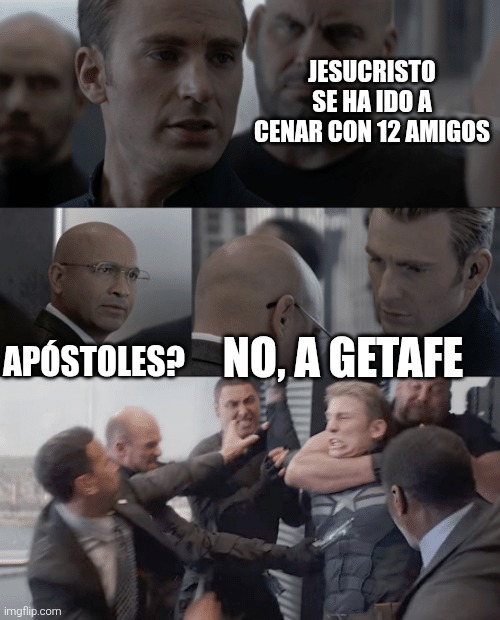 JESUCRISTO
SE HA IDO A
CENAR CON 12 AMIGOS
APÓSTOLES?
NO, A GETAFE
imgflip.com